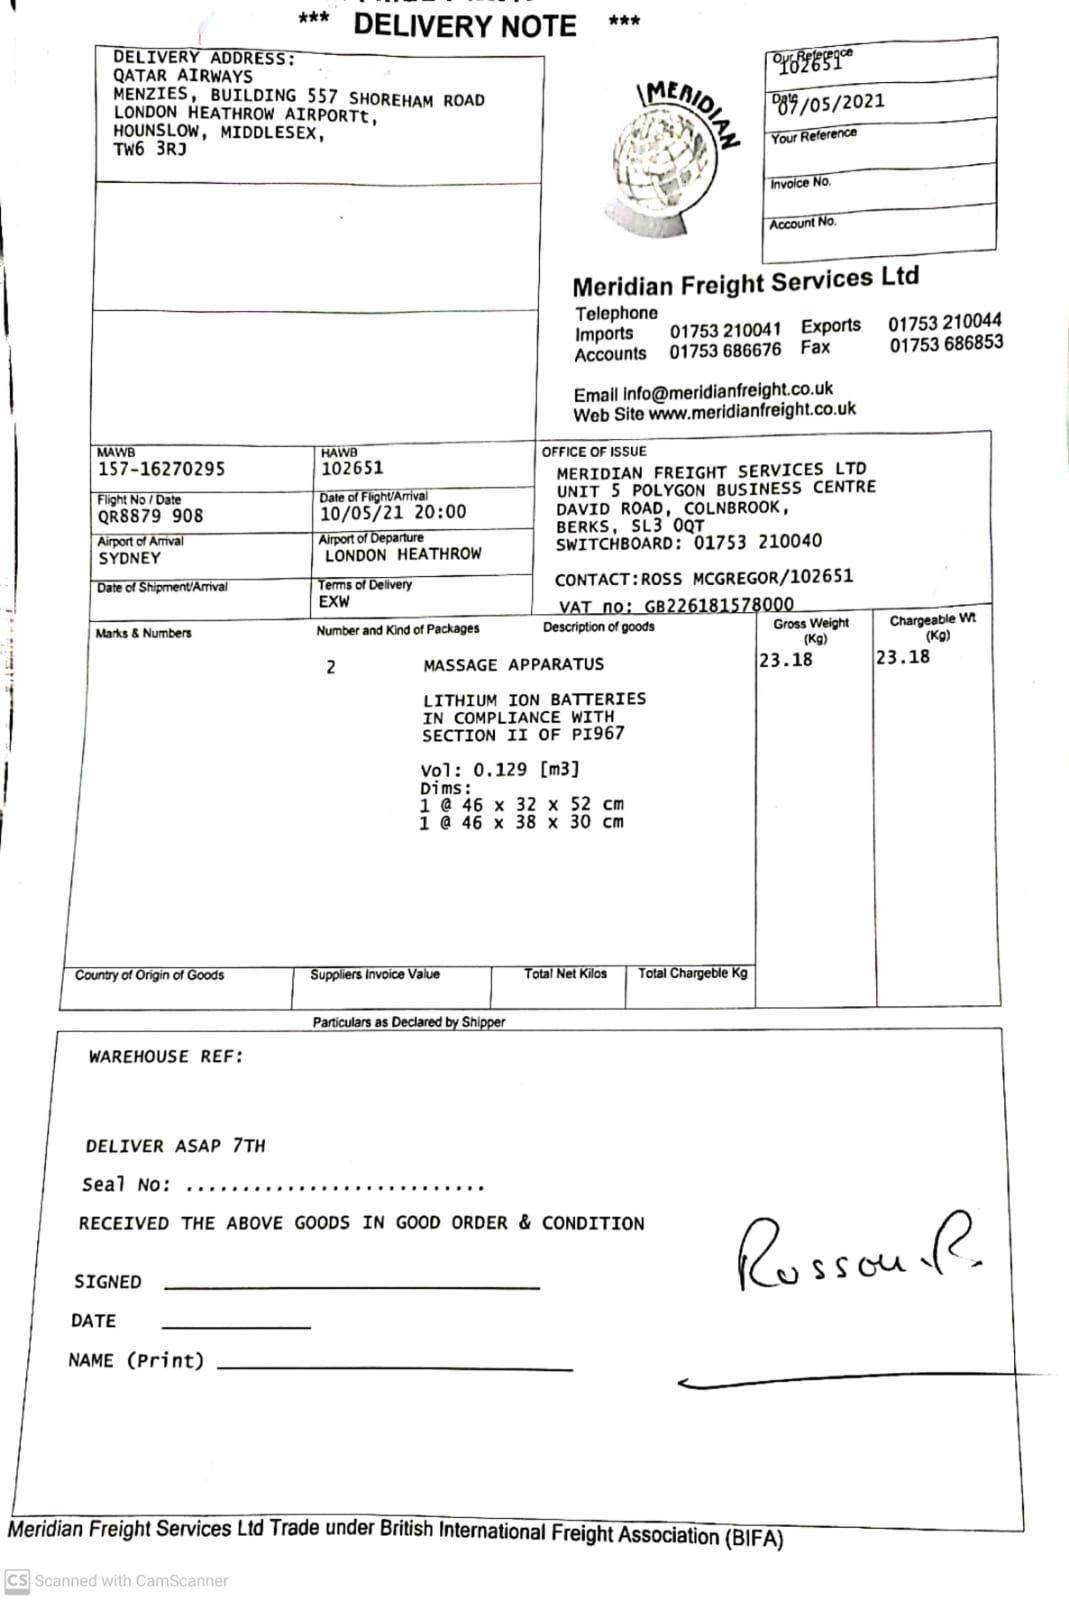 *** DELIVERY NOTE ***
DELIVERY ADDRESS:
QATAR AIRWAYS
MENZIES, BUILDING 557 SHOREHAM ROAD
LONDON HEATHROW AIRPORTt,
HOUNSLOW, MIDDLESEX,
TW6 3RJ
MERIDIAN
Our Reference
102651
Date
07/05/2021
Your Reference
Invoice No.
Account No.
Meridian Freight Services Ltd
Telephone
Imports 01753 210041 Exports 01753 210044
Accounts 01753 686676 Fax 01753 686853
Email info@meridianfreight.co.uk
Web Site www.meridianfreight.co.uk
MAWB
157-16270295
HAWB
102651
Flight No / Date
QR8879 908
Date of Flight/Arrival
10/05/21 20:00
Airport of Arrival
SYDNEY
Airport of Departure
LONDON HEATHROW
Date of Shipment/Arrival
Terms of Delivery
EXW
OFFICE OF ISSUE
MERIDIAN FREIGHT SERVICES LTD
UNIT 5 POLYGON BUSINESS CENTRE
DAVID ROAD, COLNBROOK,
BERKS, SL3 0QT
SWITCHBOARD: 01753 210040
CONTACT:ROSS MCGREGOR/102651
VAT no: GB226181578000
Marks & Numbers
Number and Kind of Packages
Description of goods
Gross Weight
(Kg)
Chargeable Wt
(Kg)
2 MASSAGE APPARATUS 23.18 23.18
LITHIUM ION BATTERIES
IN COMPLIANCE WITH
SECTION II OF PI967
Vol: 0.129 [m3]
Dims:
1 @ 46 x 32 x 52 cm
1 @ 46 x 38 x 30 cm
Country of Origin of Goods
Suppliers Invoice Value
Total Net Kilos
Total Chargeble Kg
Particulars as Declared by Shipper
WAREHOUSE REF:
DELIVER ASAP 7TH
Seal No: ...........................
RECEIVED THE ABOVE GOODS IN GOOD ORDER & CONDITION
SIGNED
DATE
NAME (Print)
Meridian Freight Services Ltd Trade under British International Freight Association (BIFA)
CS Scanned with CamScanner